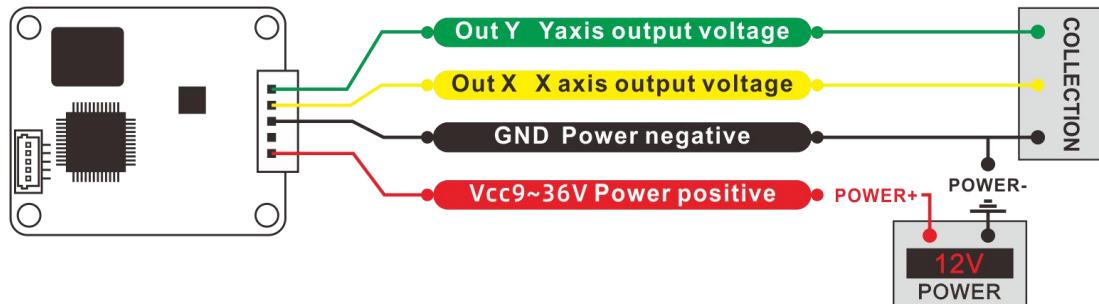 Out Y Yaxis output voltage
Out X X axis output voltage
GND Power negative
Vcc9~36V Power positive
COLLECTION
POWER+
POWER-
12V
POWER